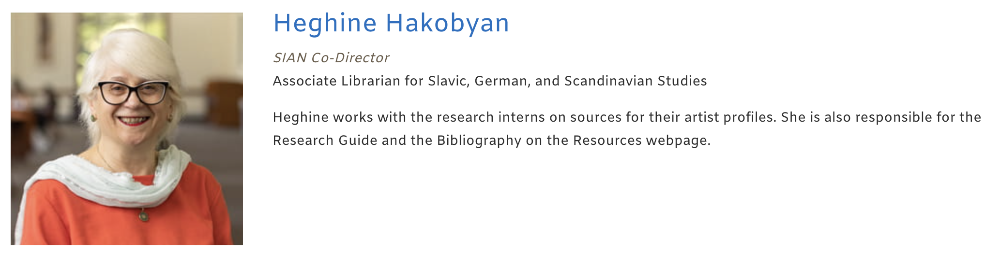 Heghine Hakobyan
SIAN Co-Director
Associate Librarian for Slavic, German, and Scandinavian Studies
Heghine works with the research interns on sources for their artist profiles. She is also responsible for the
Research Guide and the Bibliography on the Resources webpage.